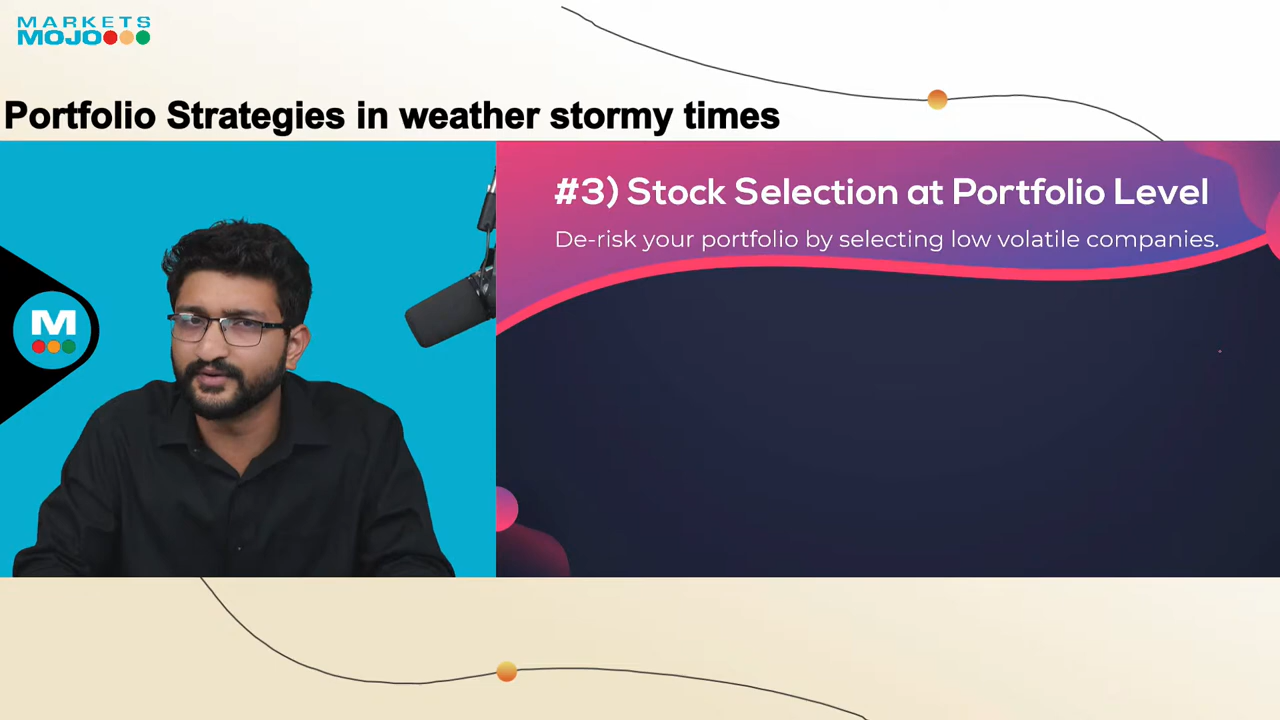 MARKETS
MOJO
Portfolio Strategies in weather stormy times
#3) Stock Selection at Portfolio Level
De-risk your portfolio by selecting low volatile companies.
M